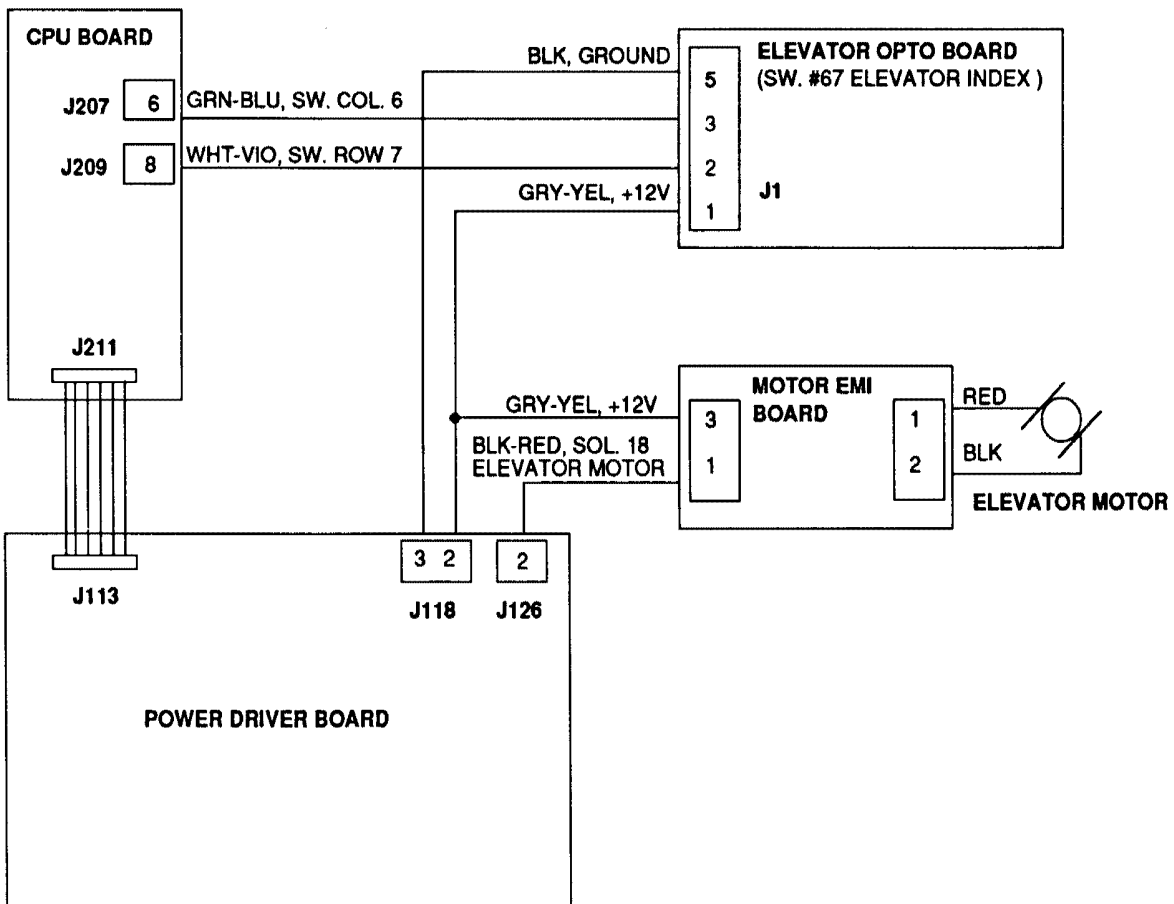 CPU BOARD
J207
6
GRN-BLU, SW. COL. 6
J209
8
WHT-VIO, SW. ROW 7
J211
BLK, GROUND
GRY-YEL, +12V
5
3
2
1
J1
ELEVATOR OPTO BOARD
(SW. #67 ELEVATOR INDEX )
GRY-YEL, +12V
BLK-RED, SOL. 18
ELEVATOR MOTOR
3
1
MOTOR EMI
BOARD
1
2
RED
BLK
ELEVATOR MOTOR
J113
3 2
J118
2
J126
POWER DRIVER BOARD